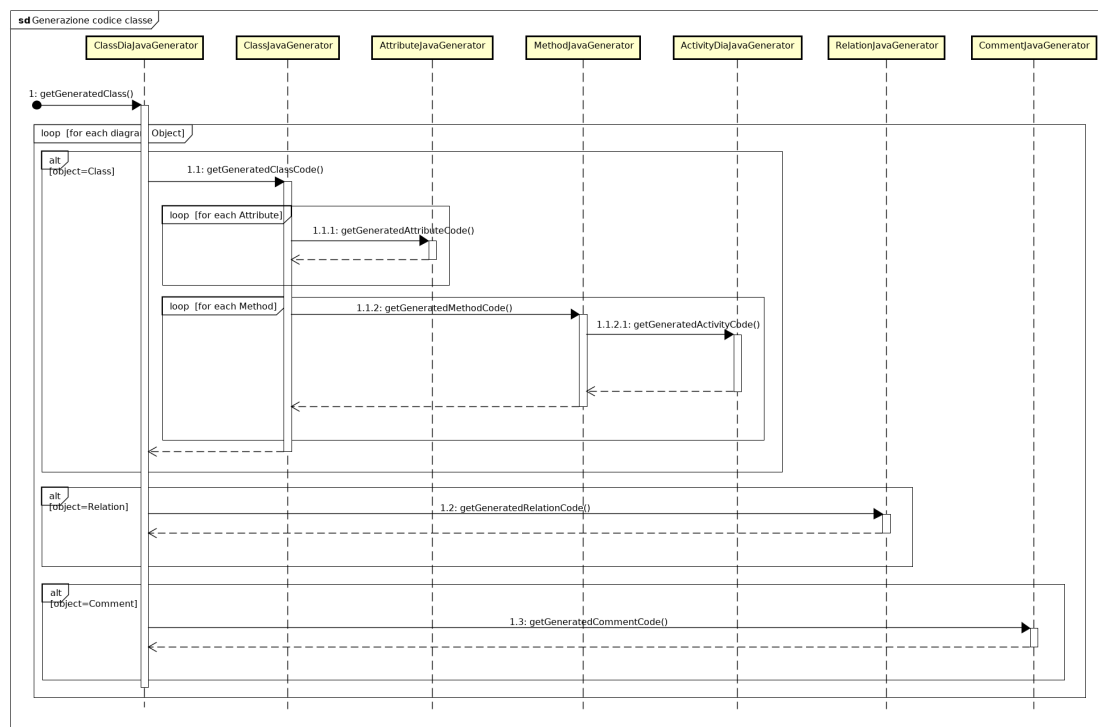 sd Generazione codice classe
ClassDiaJavaGenerator
ClassJavaGenerator
AttributeJavaGenerator
MethodJavaGenerator
ActivityDiaJavaGenerator
RelationJavaGenerator
CommentJavaGenerator
1: getGeneratedClass()
loop [for each diagram Object]
alt
[object=Class]
1.1: getGeneratedClassCode()
loop [for each Attribute]
1.1.1: getGeneratedAttributeCode()
loop [for each Method]
1.1.2: getGeneratedMethodCode()
1.1.2.1: getGeneratedActivityCode()
alt
[object=Relation]
1.2: getGeneratedRelationCode()
alt
[object=Comment]
1.3: getGeneratedCommentCode()